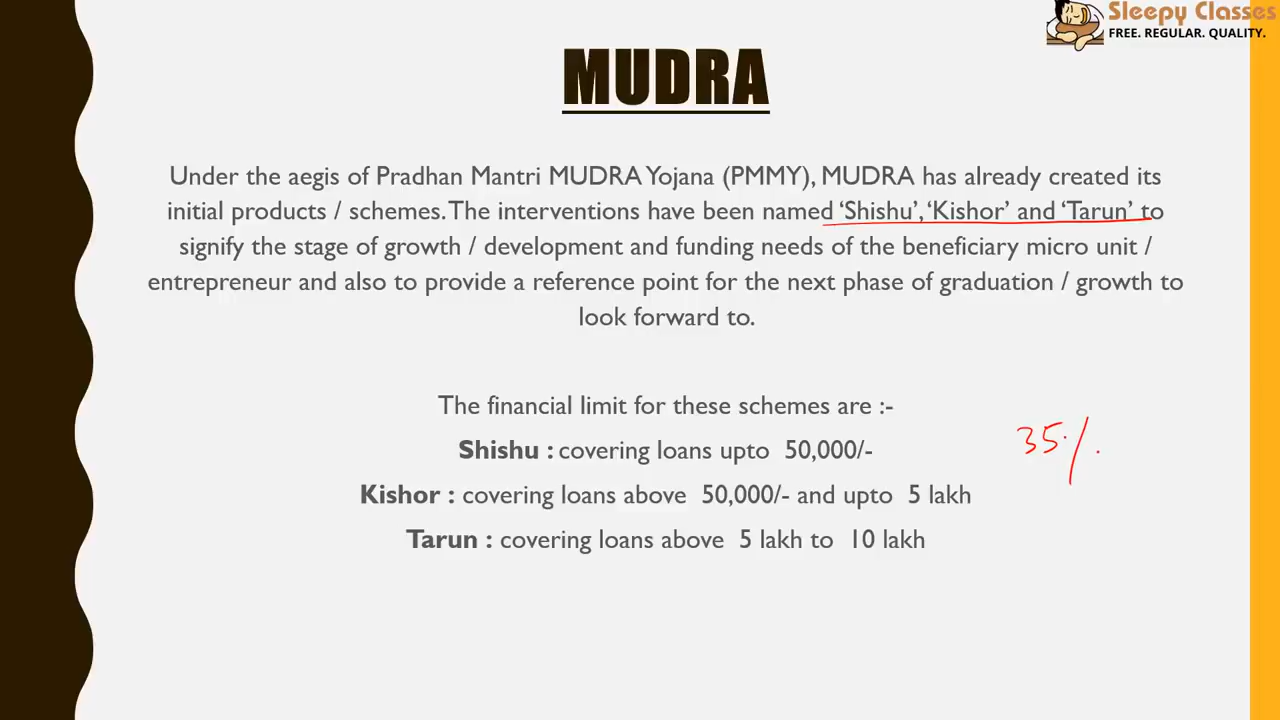 Sleepy Classes
FREE. REGULAR. QUALITY.
MUDRA
Under the aegis of Pradhan Mantri MUDRA Yojana (PMMY), MUDRA has already created its
initial products / schemes. The interventions have been named ‘Shishu’, ‘Kishor’ and ‘Tarun’ to
signify the stage of growth / development and funding needs of the beneficiary micro unit /
entrepreneur and also to provide a reference point for the next phase of graduation / growth to
look forward to.
The financial limit for these schemes are :-
Shishu : covering loans upto 50,000/-
35%
Kishor : covering loans above 50,000/- and upto 5 lakh
Tarun : covering loans above 5 lakh to 10 lakh